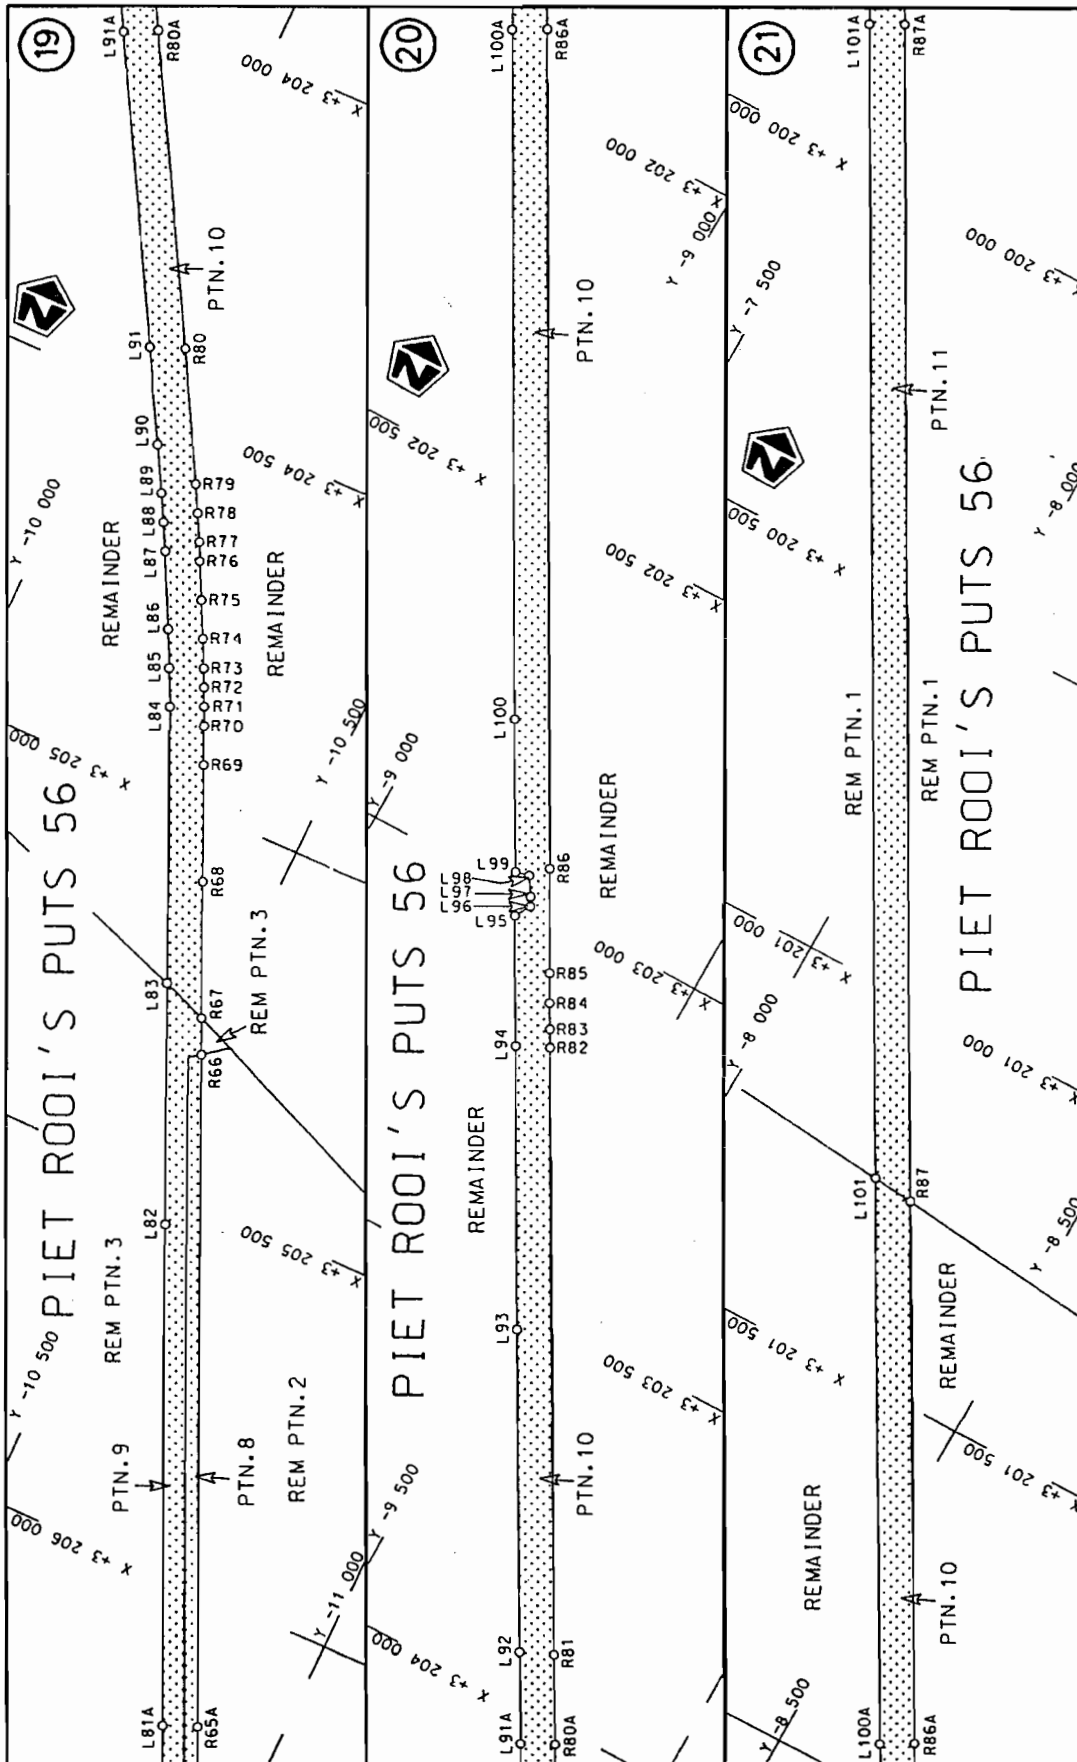 19
L91A
R80A
X +3 204 000
PTN.10
L91
R80
L90
L89
L88
L87
L86
L85
L84
R79
R78
R77
R76
R75
R74
R73
R72
R71
R70
R69
R68
Y -10 000
X +3 204 500
REMAINDER
REMAINDER
X +3 205 000
Y -10 500
PIET ROOI'S PUTS 56
L83
R67
R66
REM PTN.3
L82
REM PTN.3
X +3 205 500
Y -10 500
PTN.9
PTN.8
REM PTN.2
X +3 206 000
Y -11 000
L81A
R65A
20
L100A
R86A
X +3 202 000
Y -9 000
PTN.10
X +3 202 500
X +3 202 500
L100
Y -9 000
L99
L98
L97
L96
L95
R86
REMAINDER
PIET ROOI'S PUTS 56
R85
R84
R83
R82
L94
X +3 203 000
REMAINDER
L93
X +3 203 500
PTN.10
Y -9 500
X +3 204 000
L92
R81
L91A
R80A
21
L101A
R87A
X +3 200 000
X +3 200 000
Y -7 500
PTN.11
X +3 200 500
Y -8 000
REM PTN.1
REM PTN.1
PIET ROOI'S PUTS 56
X +3 201 000
X +3 201 000
Y -8 000
L101
R87
Y -8 500
X +3 201 500
REMAINDER
X +3 201 500
REMAINDER
PTN.10
Y -8 500
L100A
R86A